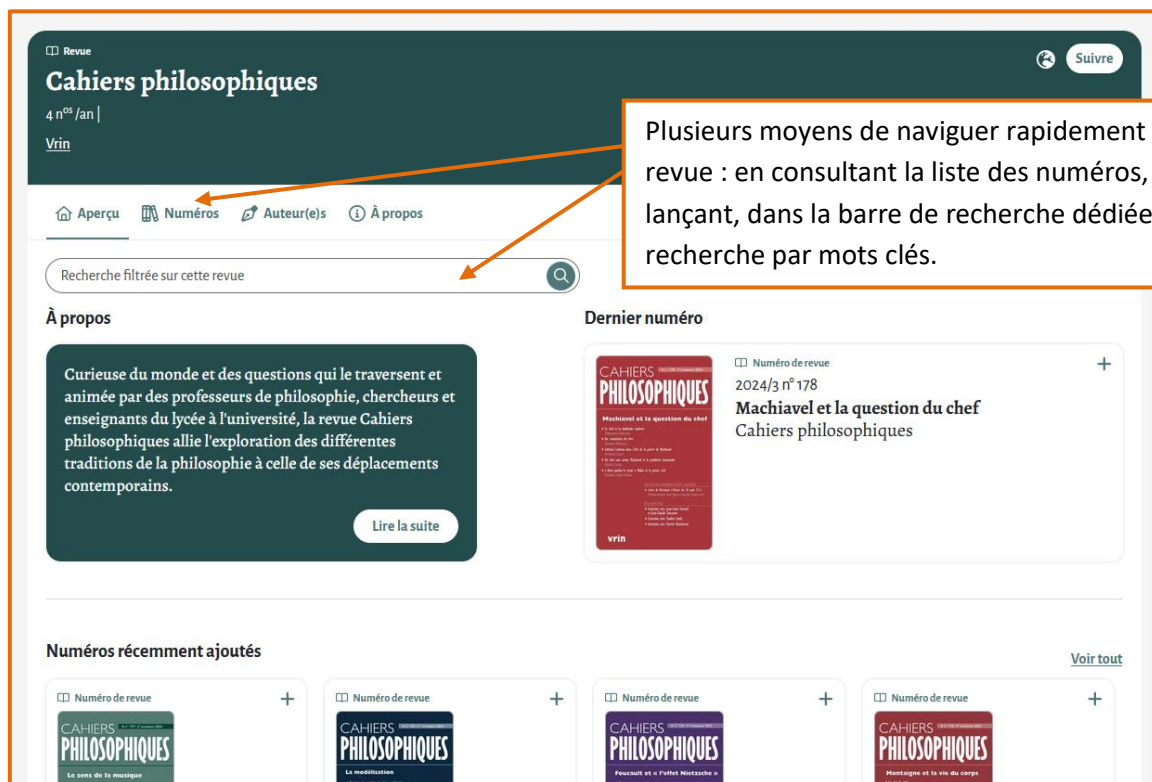 Revue
Cahiers philosophiques
4 nos /an |
Vrin
Suivre
Plusieurs moyens de naviguer rapidement
revue : en consultant la liste des numéros,
lançant, dans la barre de recherche dédiée
recherche par mots clés.
Aperçu Numéros Auteur(e)s À propos
Recherche filtrée sur cette revue
À propos
Curieuse du monde et des questions qui le traversent et
animée par des professeurs de philosophie, chercheurs et
enseignants du lycée à l'université, la revue Cahiers
philosophiques allie l'exploration des différentes
traditions de la philosophie à celle de ses déplacements
contemporains.
Lire la suite
Dernier numéro
CAHIERS
PHILOSOPHIQUES
Machiavel et la question du chef
vrin
Numéro de revue
2024/3 n° 178
Machiavel et la question du chef
Cahiers philosophiques
Numéros récemment ajoutés
Voir tout
Numéro de revue
CAHIERS
PHILOSOPHIQUES
Le sens de la musique
Numéro de revue
CAHIERS
PHILOSOPHIQUES
La modélisation
Numéro de revue
CAHIERS
PHILOSOPHIQUES
Foucault et « l'effet Nietzsche »
Numéro de revue
CAHIERS
PHILOSOPHIQUES
Montaigne et la vie du corps